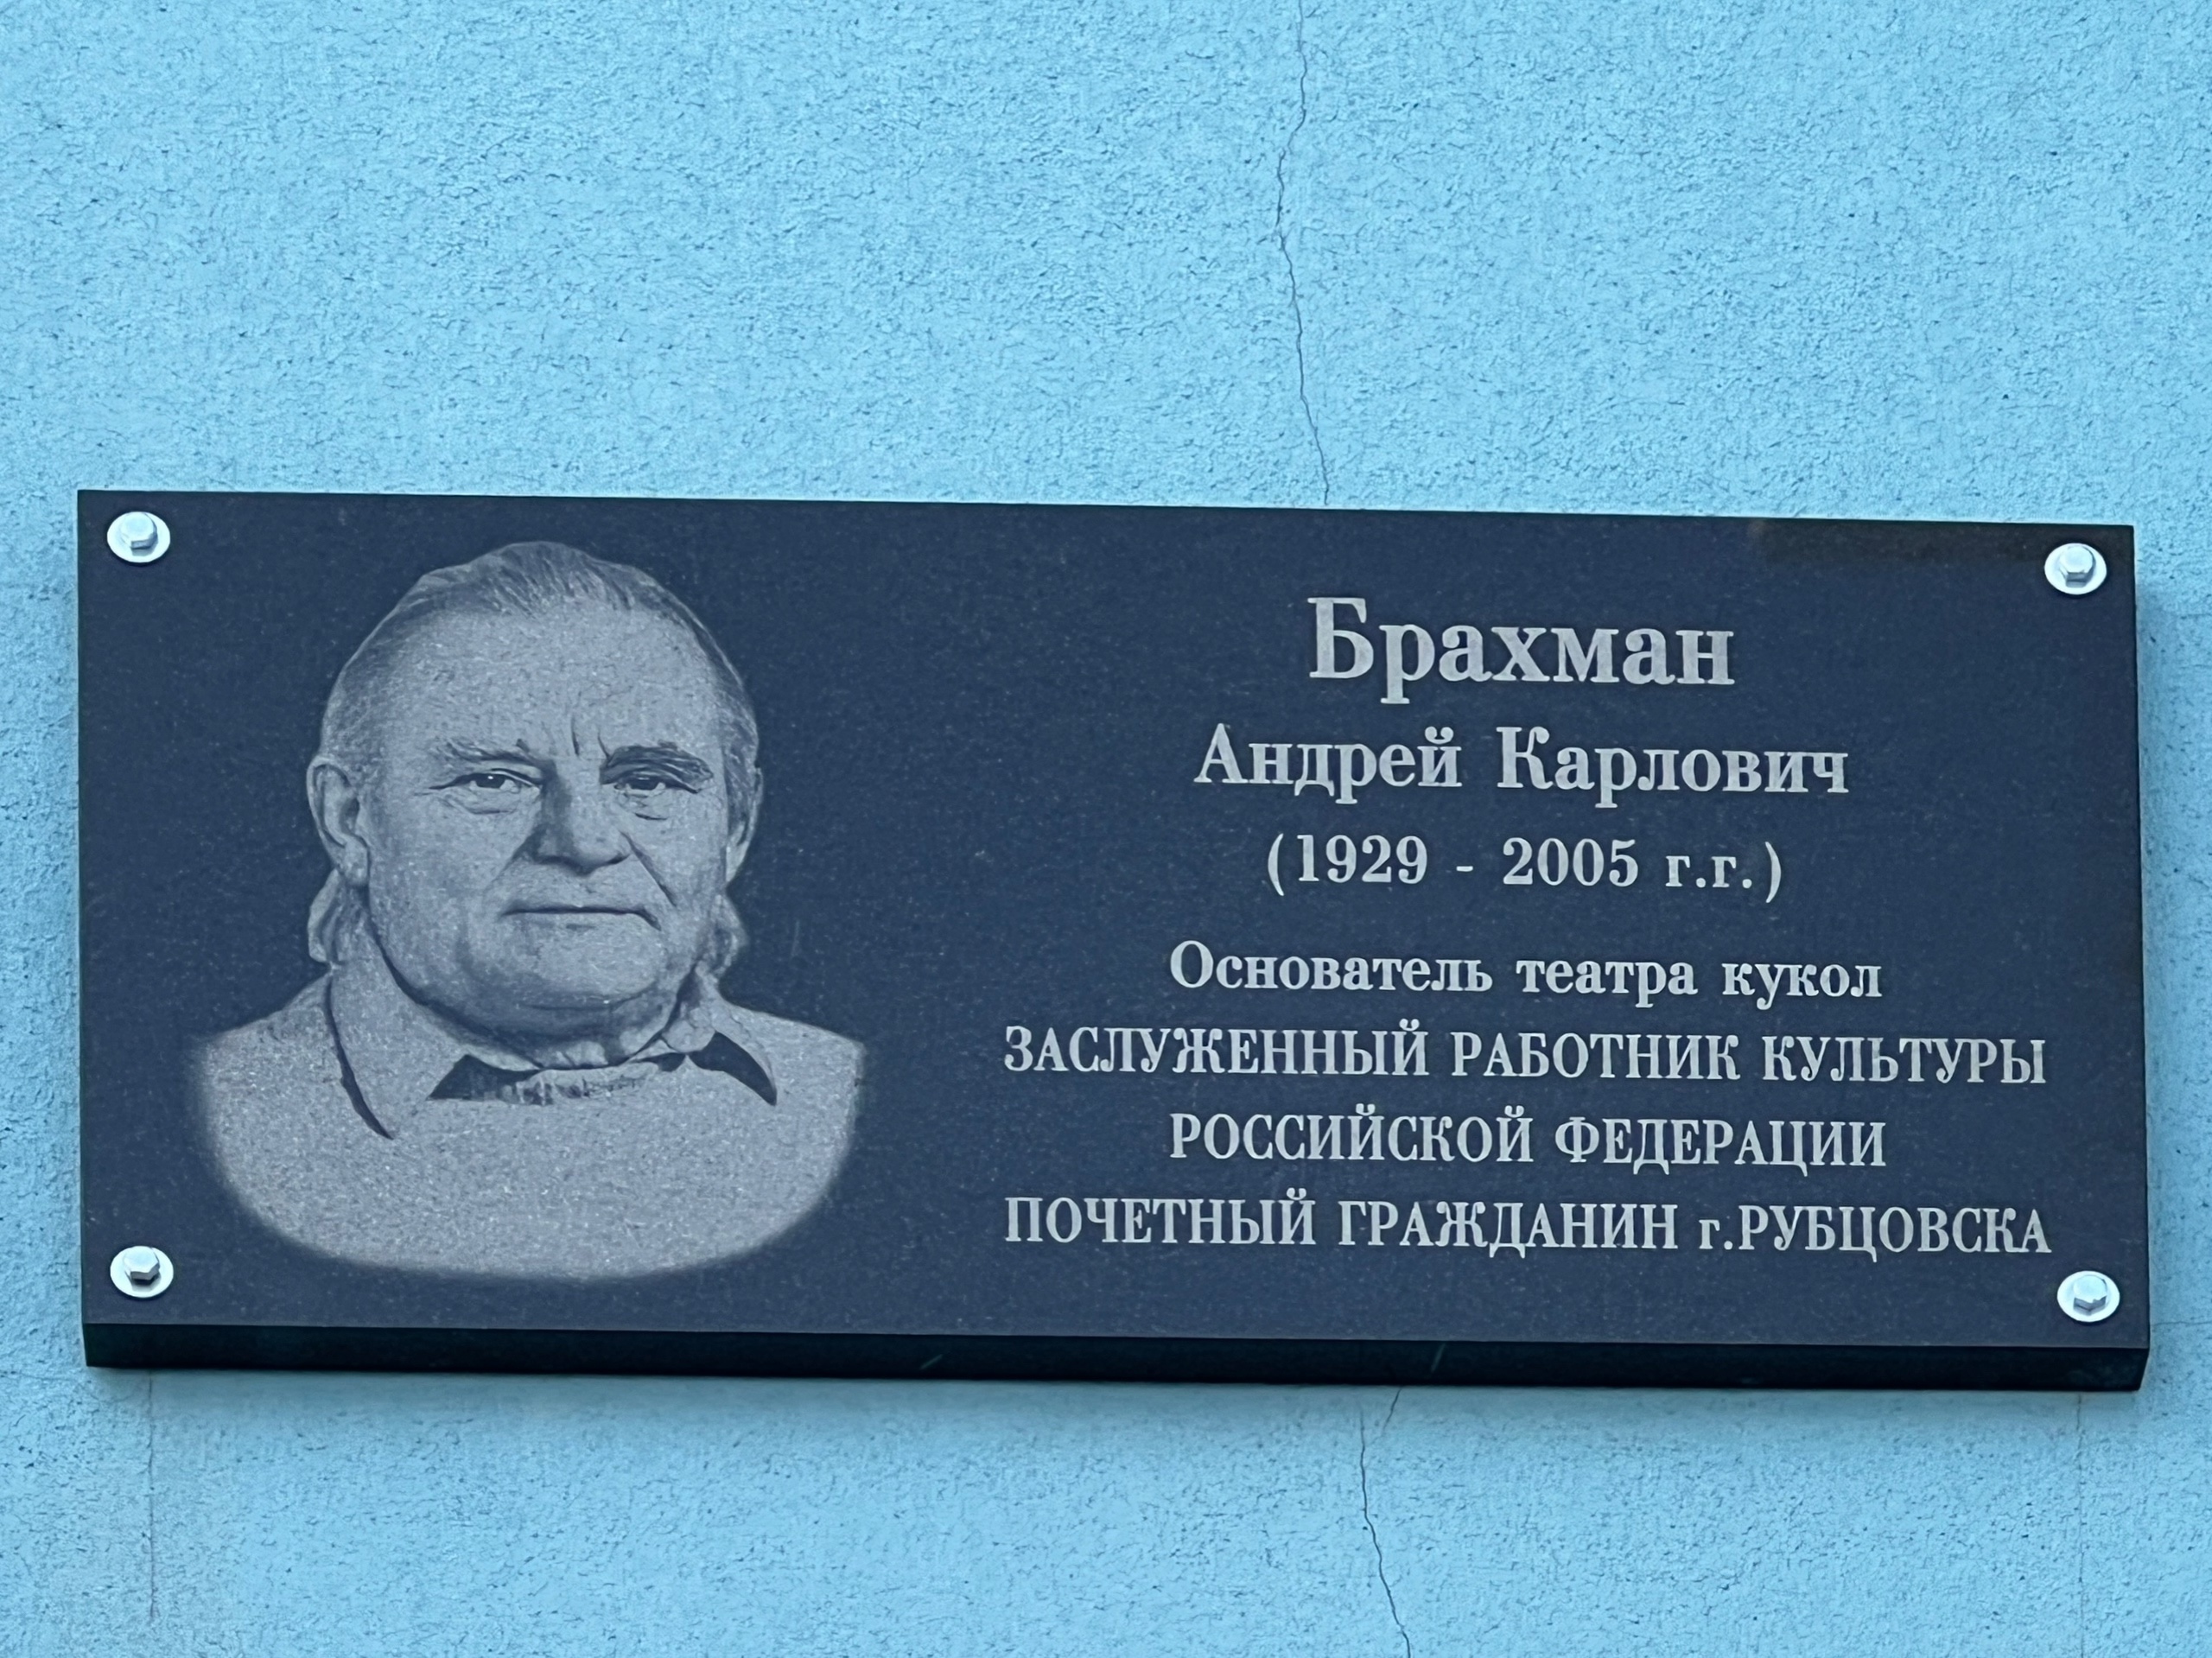 Брахман
Андрей Карлович
(1929 - 2005 г.г.)
Основатель театра кукол
ЗАСЛУЖЕННЫЙ РАБОТНИК КУЛЬТУРЫ
РОССИЙСКОЙ ФЕДЕРАЦИИ
ПОЧЕТНЫЙ ГРАЖДАНИН г.РУБЦОВСКА